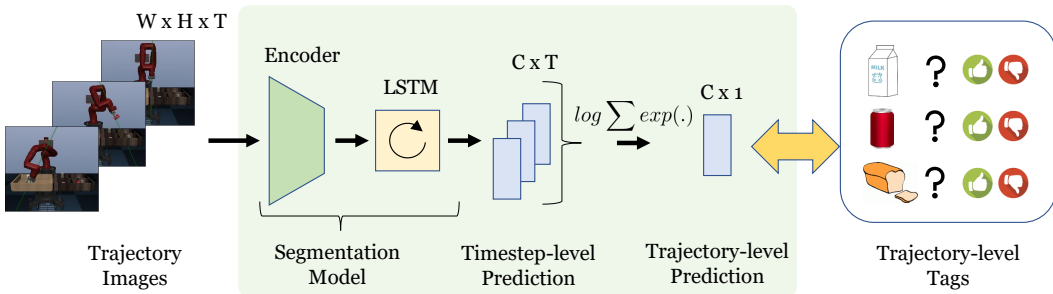 W x H x T
Encoder
LSTM
C x T
log ∑ exp(.)
C x 1
MILK
?
?
?
Trajectory
Images
Segmentation
Model
Timestep-level
Prediction
Trajectory-level
Prediction
Trajectory-level
Tags